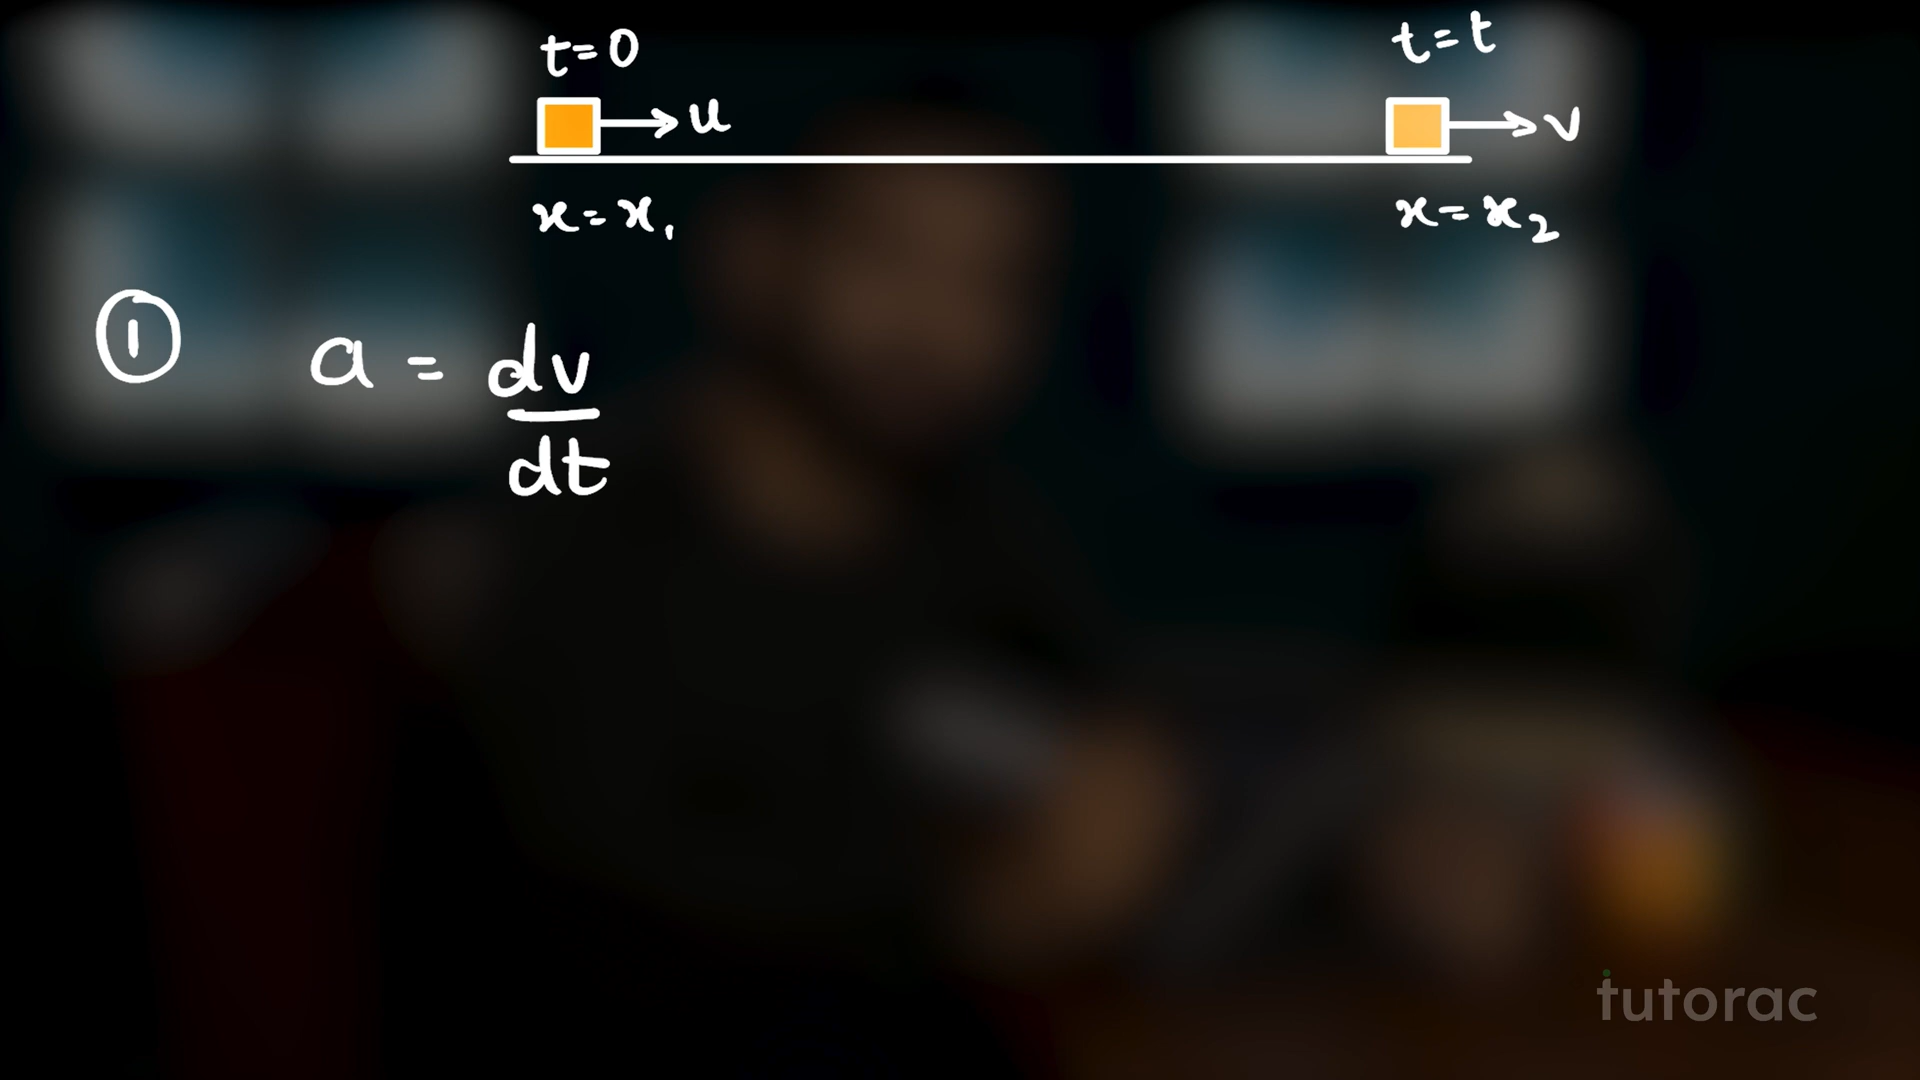 t=0 t=t
u v
x=x₁ x=x₂
① a = dv
dt
tutorac